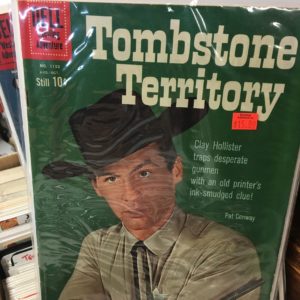 DELL
Tombstone
Territory
Still 10¢
Clay Hollister
traps desperate
gunmen
with an old printer's
ink-smudged clue!
Pat Conway